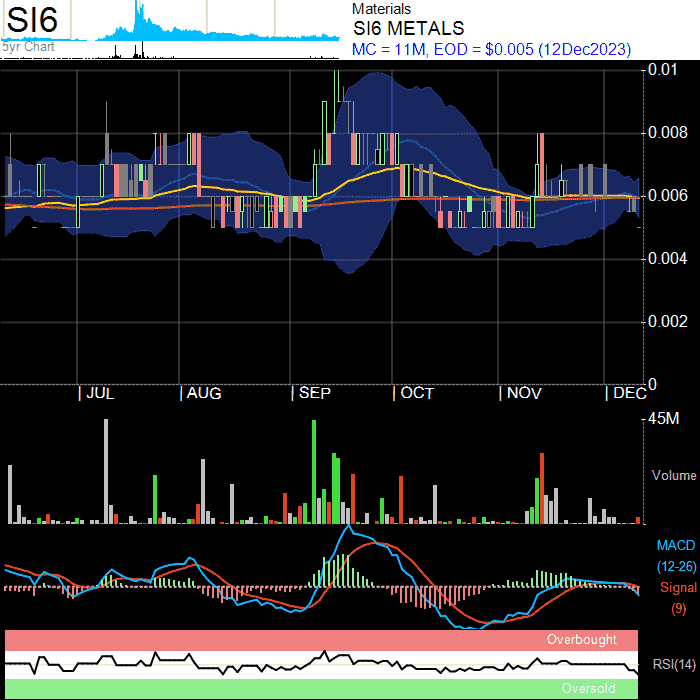 SI6
5yr Chart
Materials
SI6 METALS
MC = 11M, EOD = $0.005 (12Dec2023)
0.01
0.008
0.006
0.004
0.002
0
| JUL | AUG | SEP | OCT | NOV | DEC
45M
Volume
MACD
(12-26)
Signal
(9)
Overbought
RSI(14)
Oversold